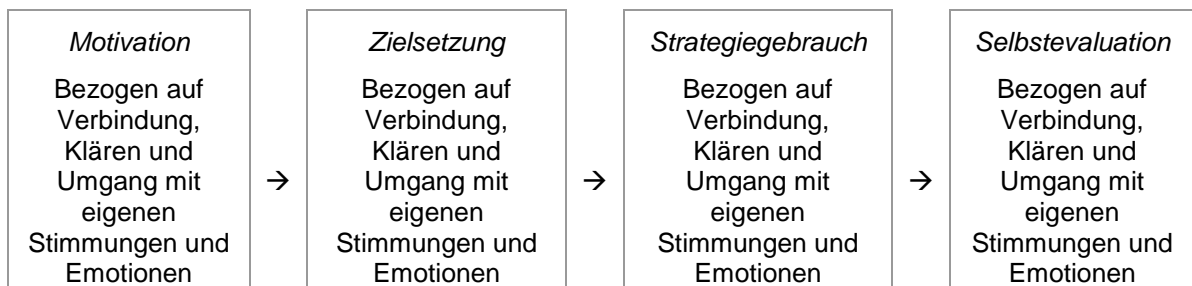 Motivation
Bezogen auf
Verbindung,
Klären und
Umgang mit
eigenen
Stimmungen und
Emotionen
→
Zielsetzung
Bezogen auf
Verbindung,
Klären und
Umgang mit
eigenen
Stimmungen und
Emotionen
→
Strategiegebrauch
Bezogen auf
Verbindung,
Klären und
Umgang mit
eigenen
Stimmungen und
Emotionen
→
Selbstevaluation
Bezogen auf
Verbindung,
Klären und
Umgang mit
eigenen
Stimmungen und
Emotionen